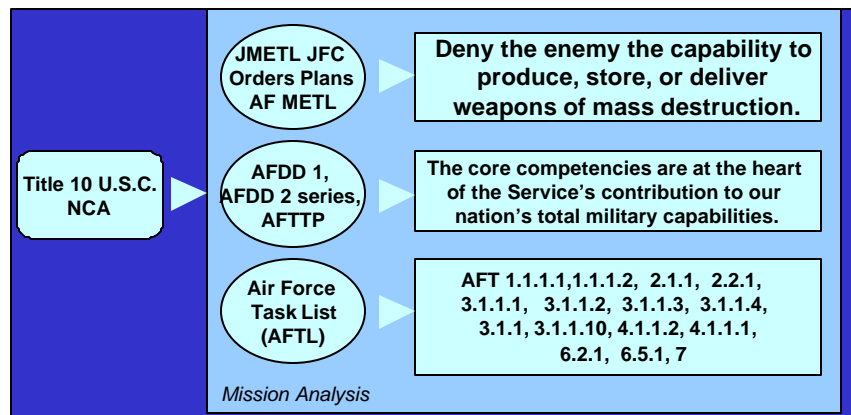 Title 10 U.S.C.
NCA
JMETL JFC
Orders Plans
AF METL
Deny the enemy the capability to
produce, store, or deliver
weapons of mass destruction.
AFDD 1,
AFDD 2 series,
AFTTP
The core competencies are at the heart
of the Service's contribution to our
nation's total military capabilities.
Air Force
Task List
(AFTL)
AFT 1.1.1.1,1.1.1.2, 2.1.1, 2.2.1,
3.1.1.1, 3.1.1.2, 3.1.1.3, 3.1.1.4,
3.1.1, 3.1.1.10, 4.1.1.2, 4.1.1.1,
6.2.1, 6.5.1, 7
Mission Analysis